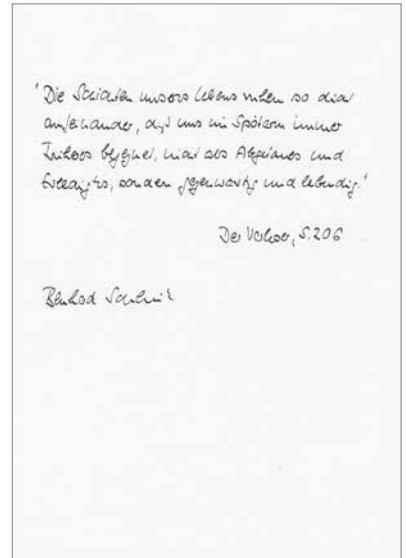 'Die Schichten unseres Lebens ruhen so dicht
aufeinander, daß uns im Späteren immer
Früheres begegnet, nicht als Abgetanes und
Erledigtes, sondern gegenwärtig und lebendig.'
Der Vorleser, S. 206
Bernhard Schlink